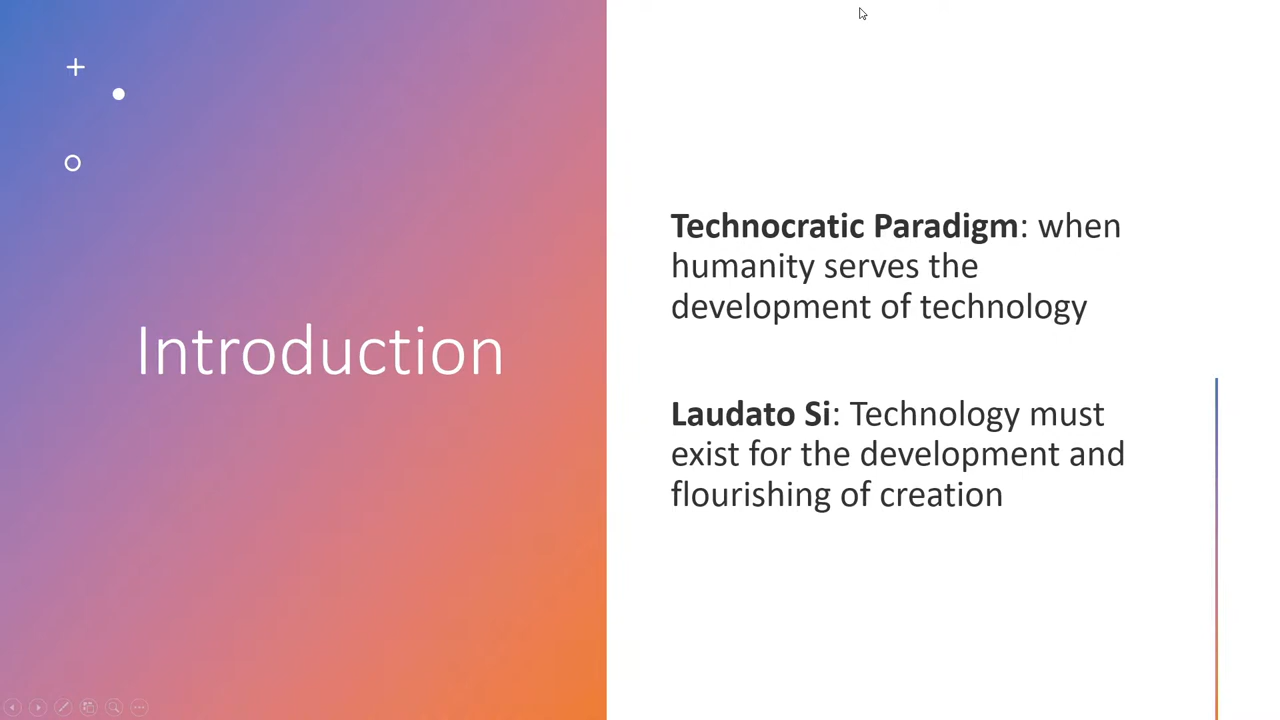 Introduction
Technocratic Paradigm: when
humanity serves the
development of technology
Laudato Si: Technology must
exist for the development and
flourishing of creation